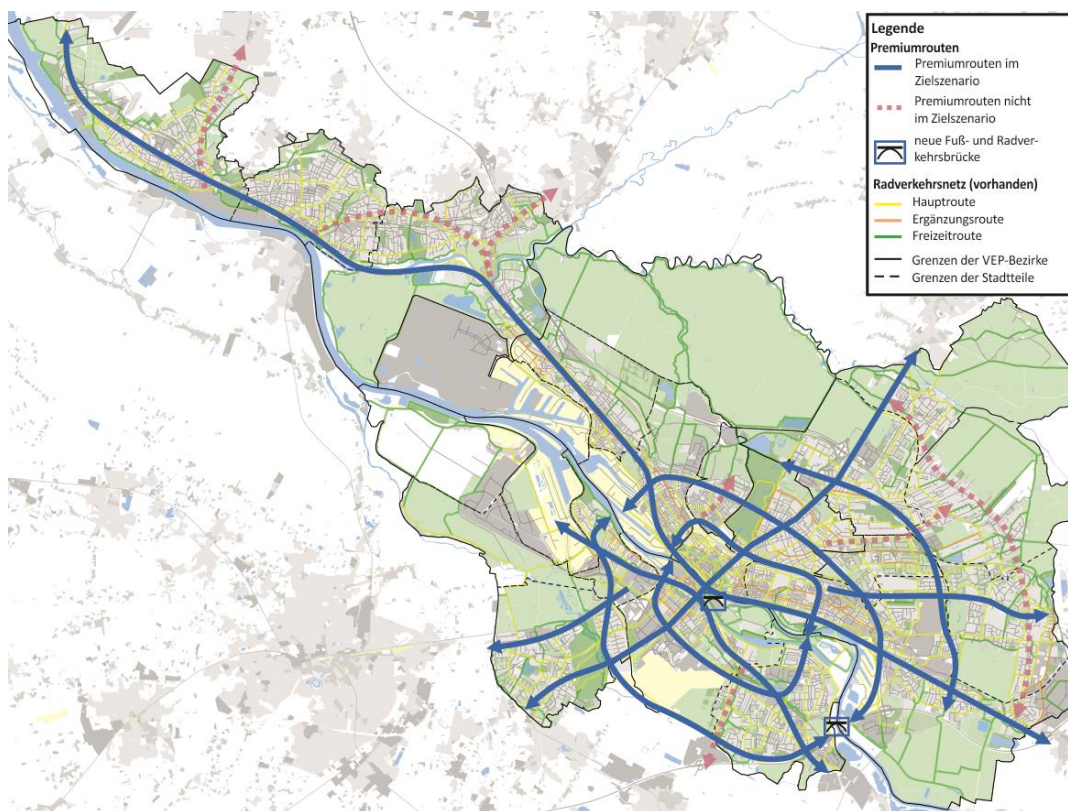 Legende
Premiumrouten
Premiumrouten im
Zielszenario
Premiumrouten nicht
im Zielszenario
neue Fuß- und Radver-
kehrsbrücke
Radverkehrsnetz (vorhanden)
Hauptroute
Ergänzungsroute
Freizeitroute
Grenzen der VEP-Bezirke
Grenzen der Stadtteile